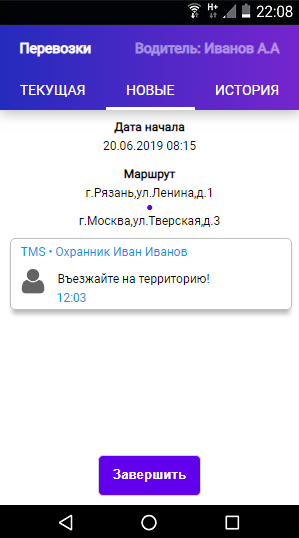 H+ 22:08
Перевозки Водитель: Иванов А.А
ТЕКУЩАЯ НОВЫЕ ИСТОРИЯ
Дата начала
20.06.2019 08:15
Маршрут
г.Рязань,ул.Ленина,д.1
г.Москва,ул.Тверская,д.3
TMS • Охранник Иван Иванов
Въезжайте на территорию!
12:03
Завершить